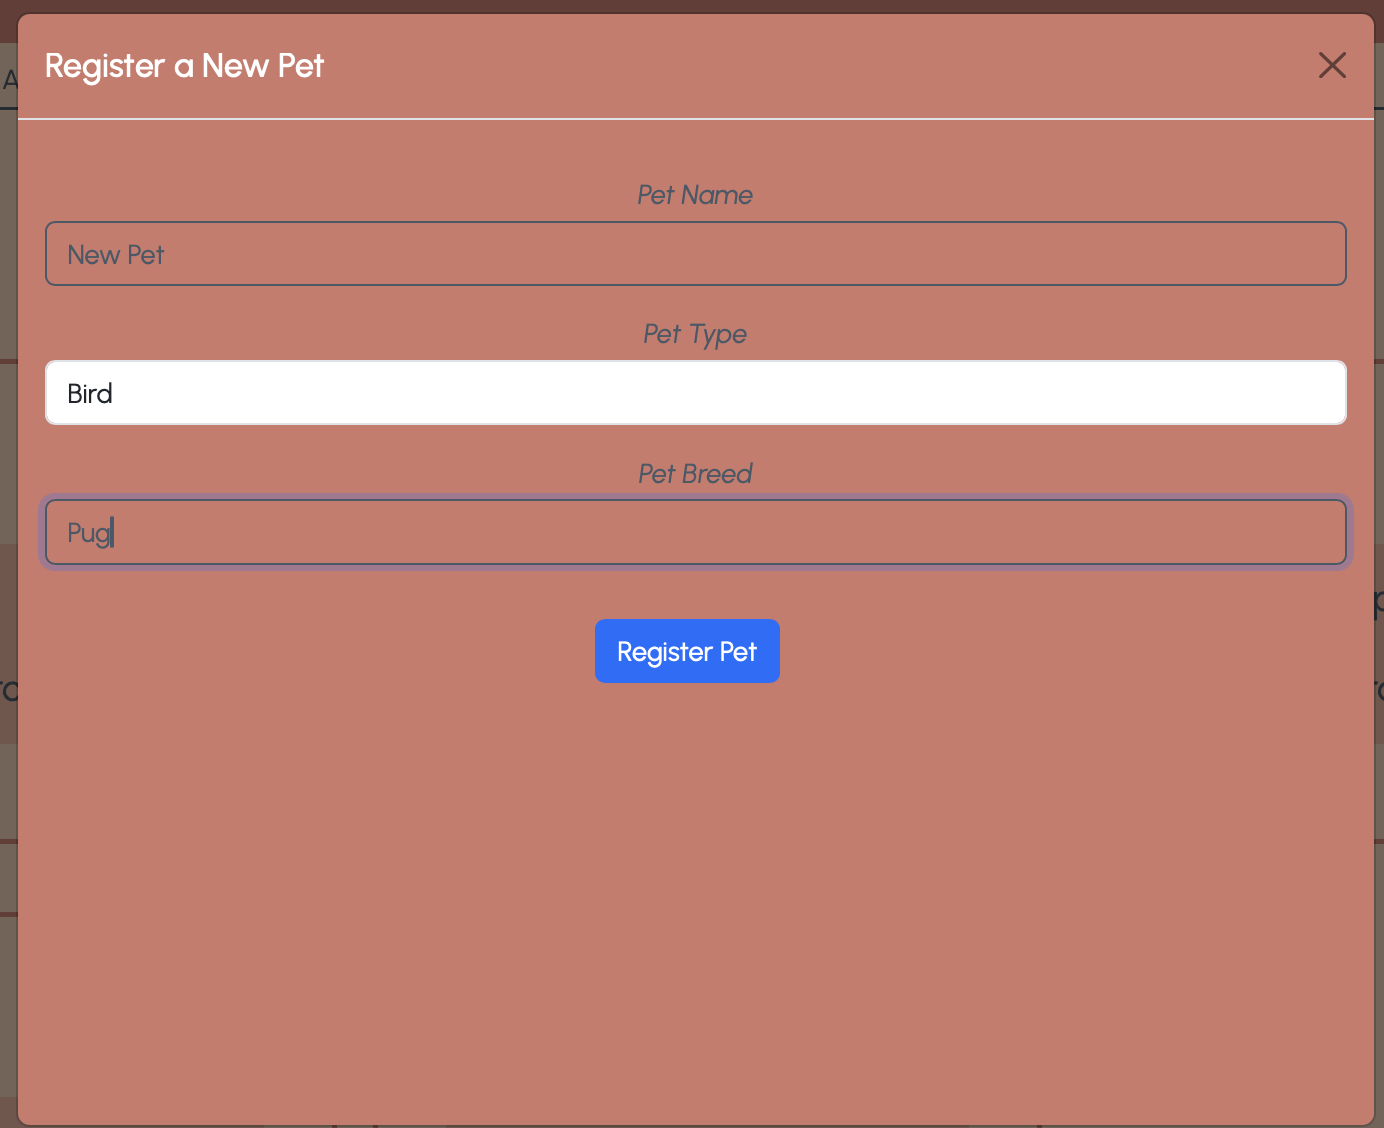 Register a New Pet
Pet Name
New Pet
Pet Type
Bird
Pet Breed
Pug
Register Pet